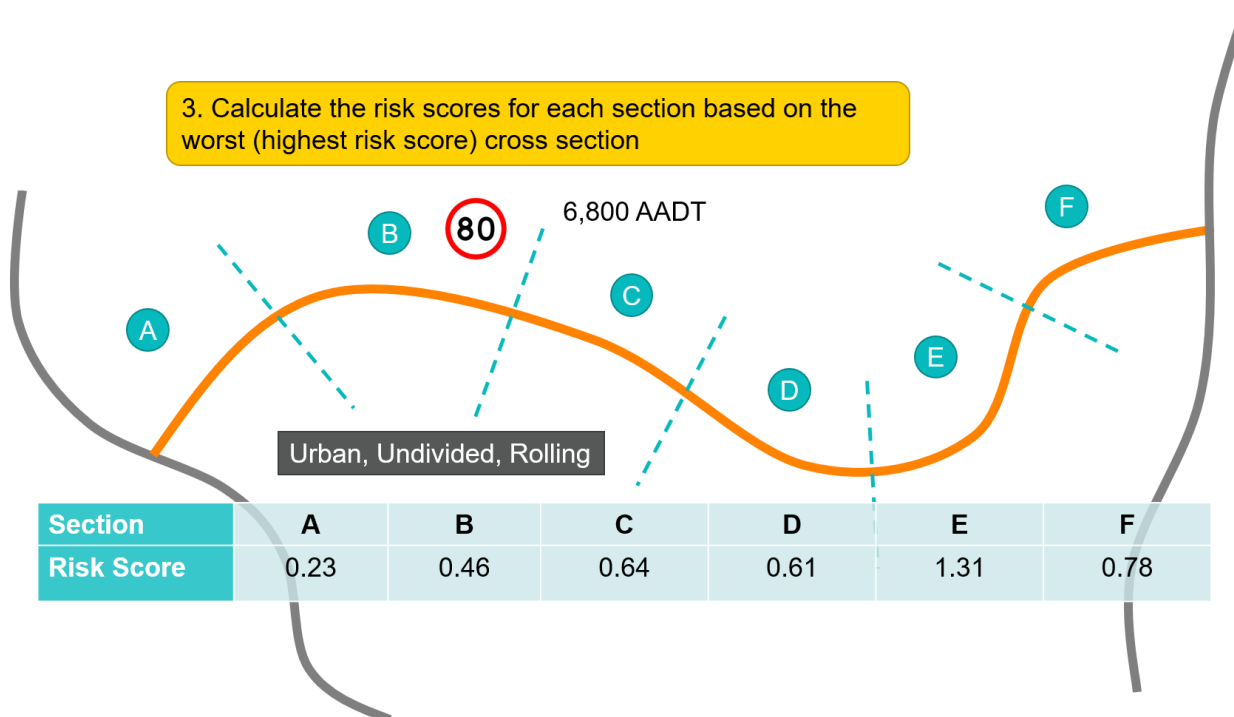 3. Calculate the risk scores for each section based on the
worst (highest risk score) cross section
F
6,800 AADT
B
80
C
A
E
D
Urban, Undivided, Rolling
Section A B C D E F
Risk Score 0.23 0.46 0.64 0.61 1.31 0.78